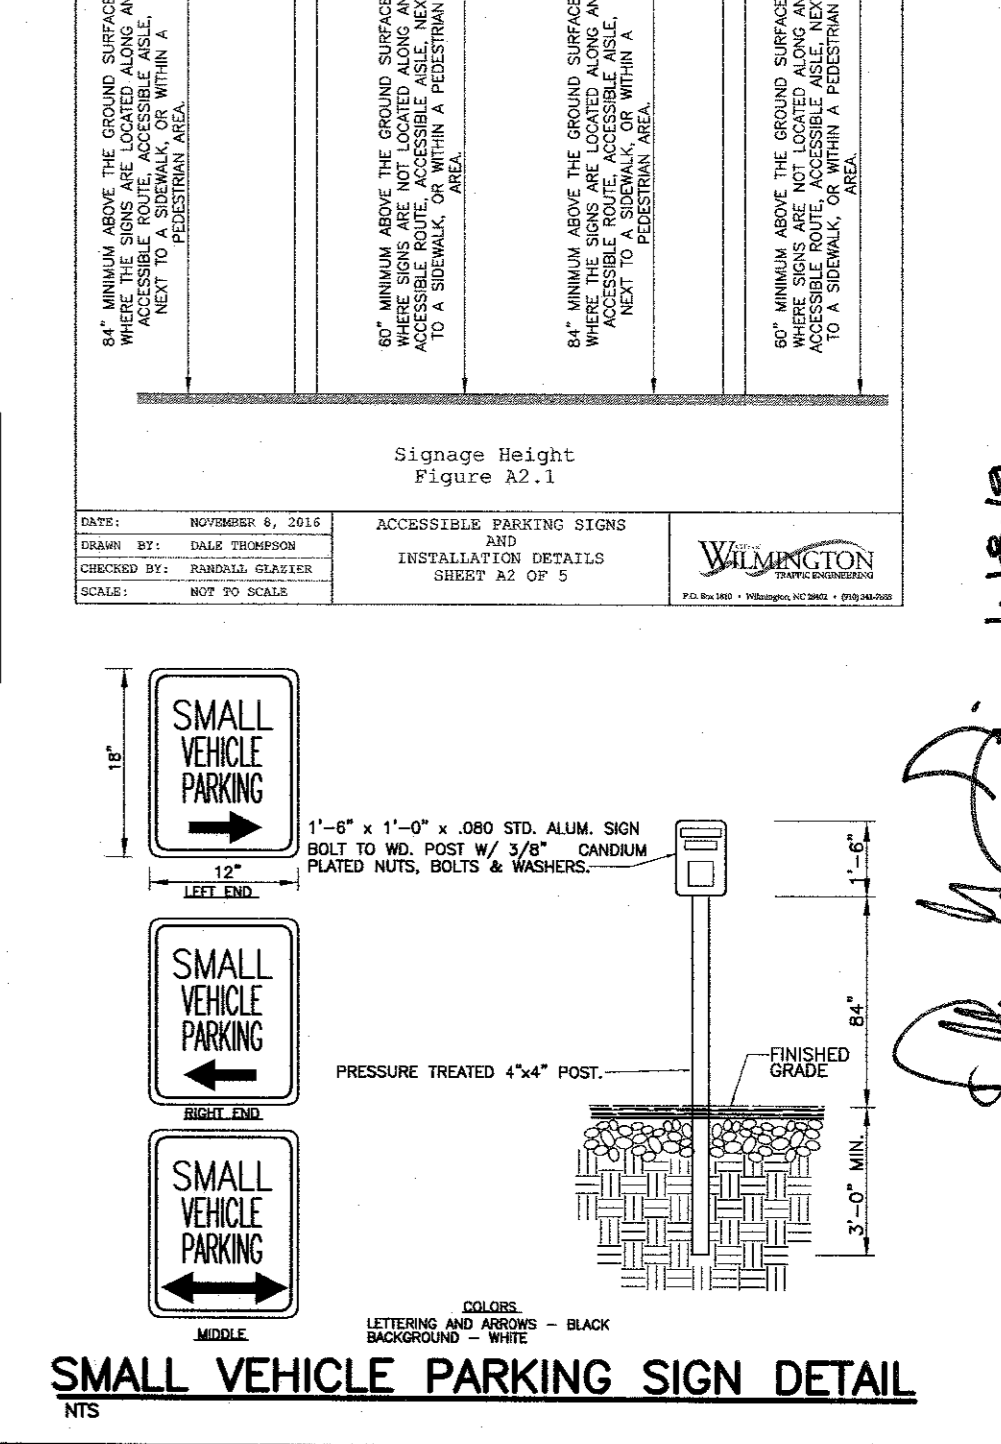 84" MINIMUM ABOVE THE GROUND SURFACE
WHERE THE SIGNS ARE LOCATED ALONG AN
ACCESSIBLE ROUTE, ACCESSIBLE AISLE,
NEXT TO A SIDEWALK, OR WITHIN A
PEDESTRIAN AREA.
60" MINIMUM ABOVE THE GROUND SURFACE
WHERE SIGNS ARE NOT LOCATED ALONG AN
ACCESSIBLE ROUTE, ACCESSIBLE AISLE, NEXT
TO A SIDEWALK, OR WITHIN A PEDESTRIAN
AREA.
84" MINIMUM ABOVE THE GROUND SURFACE
WHERE THE SIGNS ARE LOCATED ALONG AN
ACCESSIBLE ROUTE, ACCESSIBLE AISLE,
NEXT TO A SIDEWALK, OR WITHIN A
PEDESTRIAN AREA.
60" MINIMUM ABOVE THE GROUND SURFACE
WHERE SIGNS ARE NOT LOCATED ALONG AN
ACCESSIBLE ROUTE, ACCESSIBLE AISLE, NEX
TO A SIDEWALK, OR WITHIN A PEDESTRIAN
AREA.
Signage Height
Figure A2.1
DATE: NOVEMBER 8, 2016
DRAWN BY: DALE THOMPSON
CHECKED BY: RANDALL GLAZIER
SCALE: NOT TO SCALE
ACCESSIBLE PARKING SIGNS
AND
INSTALLATION DETAILS
SHEET A2 OF 5
WILMINGTON
TRAFFIC ENGINEERING
P.O. Box 1810 • Wilmington, NC 28402 • (910) 341-7888
18"
SMALL
VEHICLE
PARKING
12"
LEFT END
SMALL
VEHICLE
PARKING
RIGHT END
SMALL
VEHICLE
PARKING
MIDDLE
1'-6" x 1'-0" x .080 STD. ALUM. SIGN
BOLT TO WD. POST W/ 3/8" CANDIUM
PLATED NUTS, BOLTS & WASHERS.
1'-6"
84"
PRESSURE TREATED 4"x4" POST.
FINISHED
GRADE
3'-0" MIN.
COLORS
LETTERING AND ARROWS - BLACK
BACKGROUND - WHITE
SMALL VEHICLE PARKING SIGN DETAIL
NTS